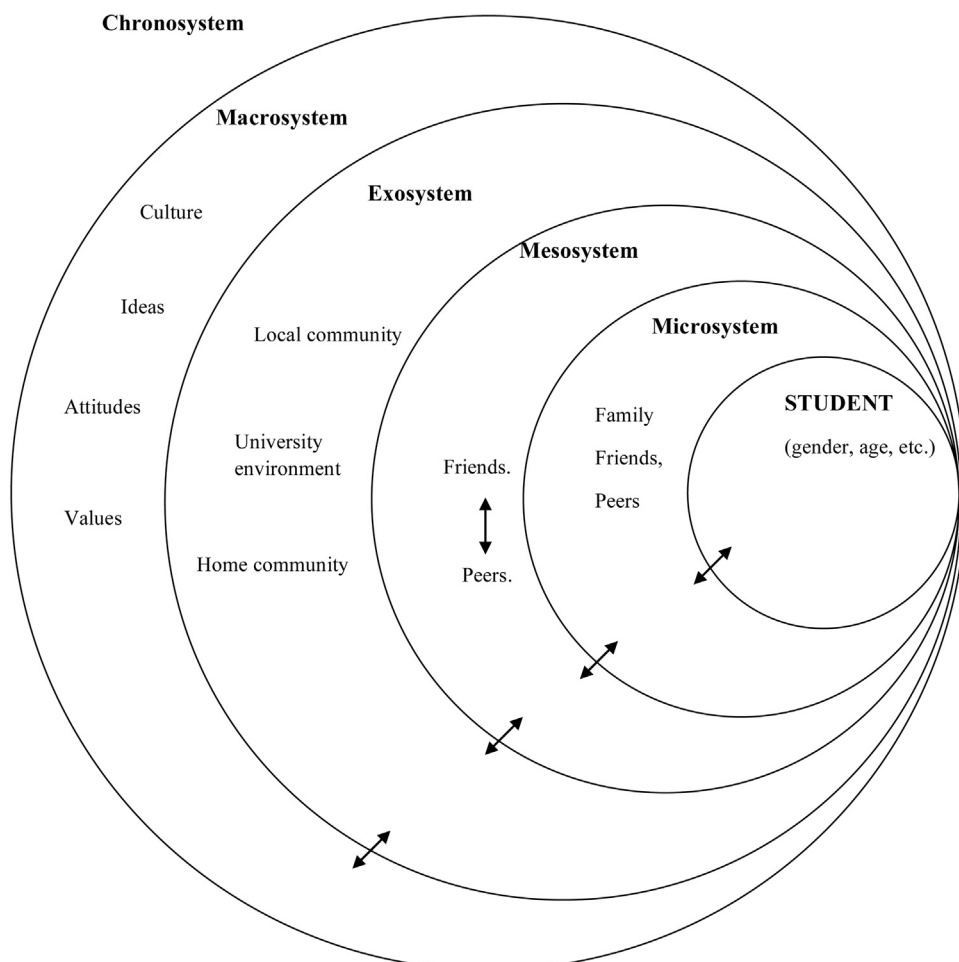 Chronosystem
Macrosystem
Culture
Ideas
Attitudes
Values
Exosystem
Local community
University
environment
Home community
Mesosystem
Friends.
Peers.
Microsystem
Family
Friends,
Peers
STUDENT
(gender, age, etc.)